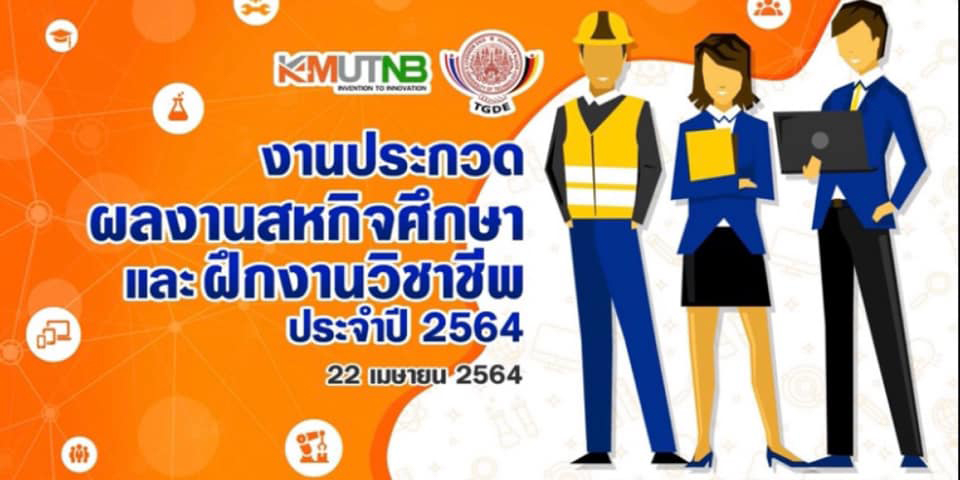 KMUTNB
INVENTION TO INNOVATION
TGDE
งานประกวด
ผลงานสหกิจศึกษา
และฝึกงานวิชาชีพ
ประจำปี 2564
22 เมษายน 2564